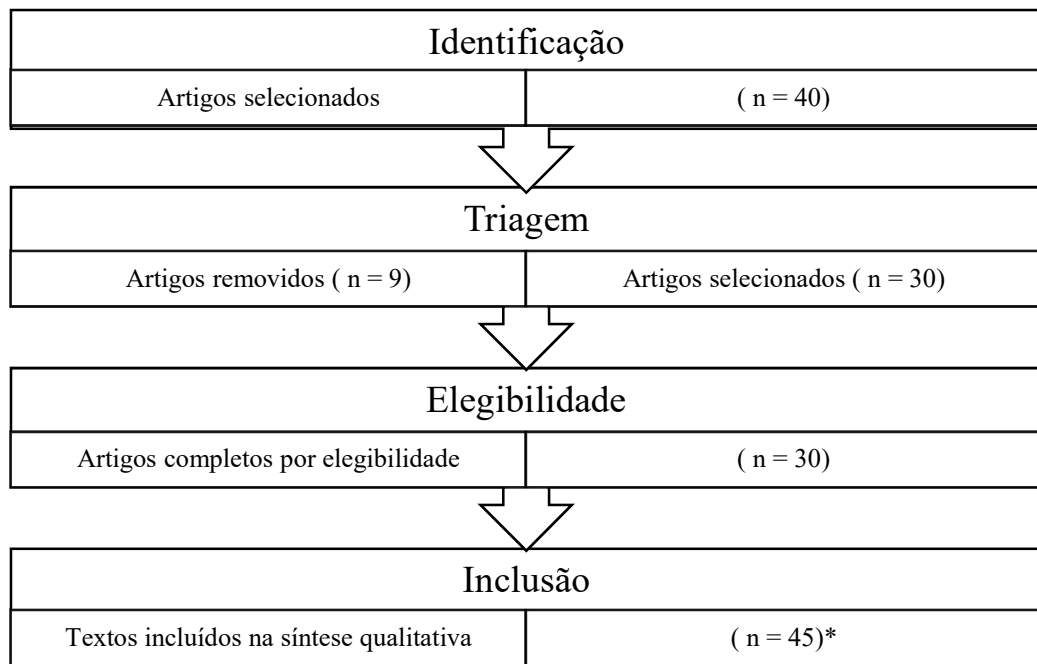 Identificação
Artigos selecionados ( n = 40)
Triagem
Artigos removidos ( n = 9) Artigos selecionados ( n = 30)
Elegibilidade
Artigos completos por elegibilidade ( n = 30)
Inclusão
Textos incluídos na síntese qualitativa ( n = 45)*